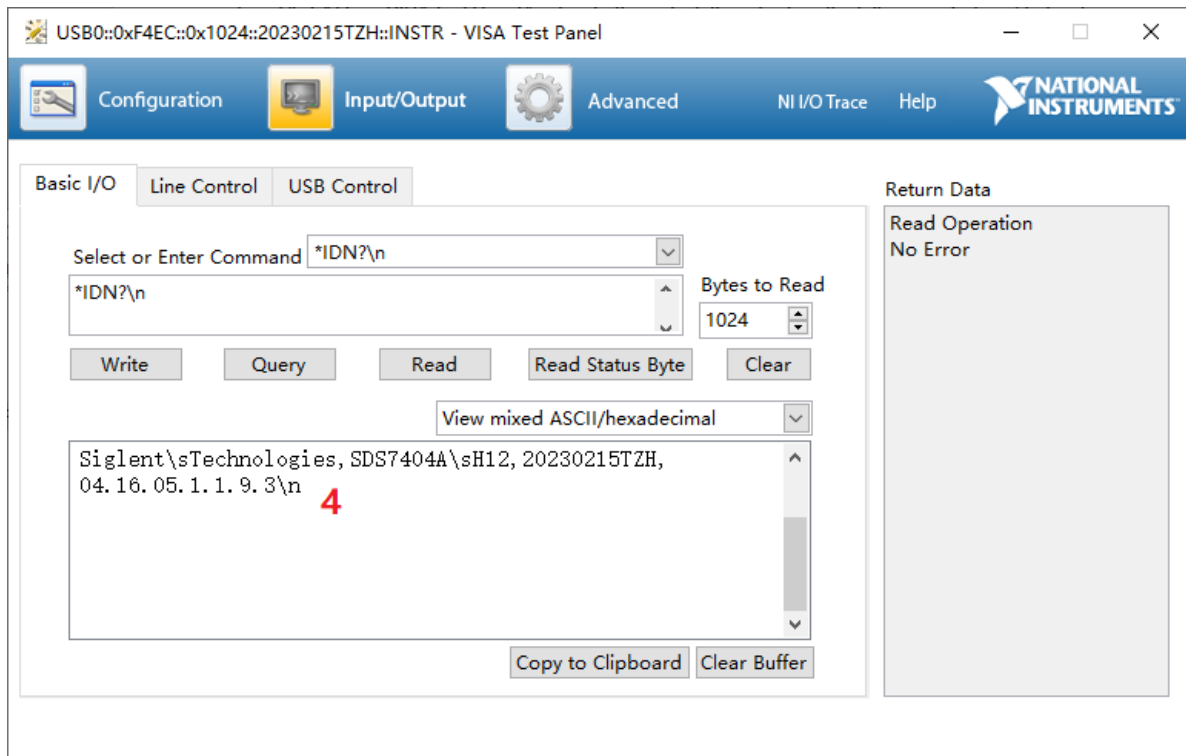 USB0::0xF4EC::0x1024::20230215TZH::INSTR - VISA Test Panel
Configuration
Input/Output
Advanced
NI I/O Trace
Help
NATIONAL
INSTRUMENTS
Basic I/O
Line Control
USB Control
Return Data
Read Operation
No Error
Select or Enter Command
*IDN?\n
*IDN?\n
Bytes to Read
1024
Write
Query
Read
Read Status Byte
Clear
View mixed ASCII/hexadecimal
Siglent\sTechnologies,SDS7404A\sH12,20230215TZH,
04.16.05.1.1.9.3\n
4
Copy to Clipboard
Clear Buffer